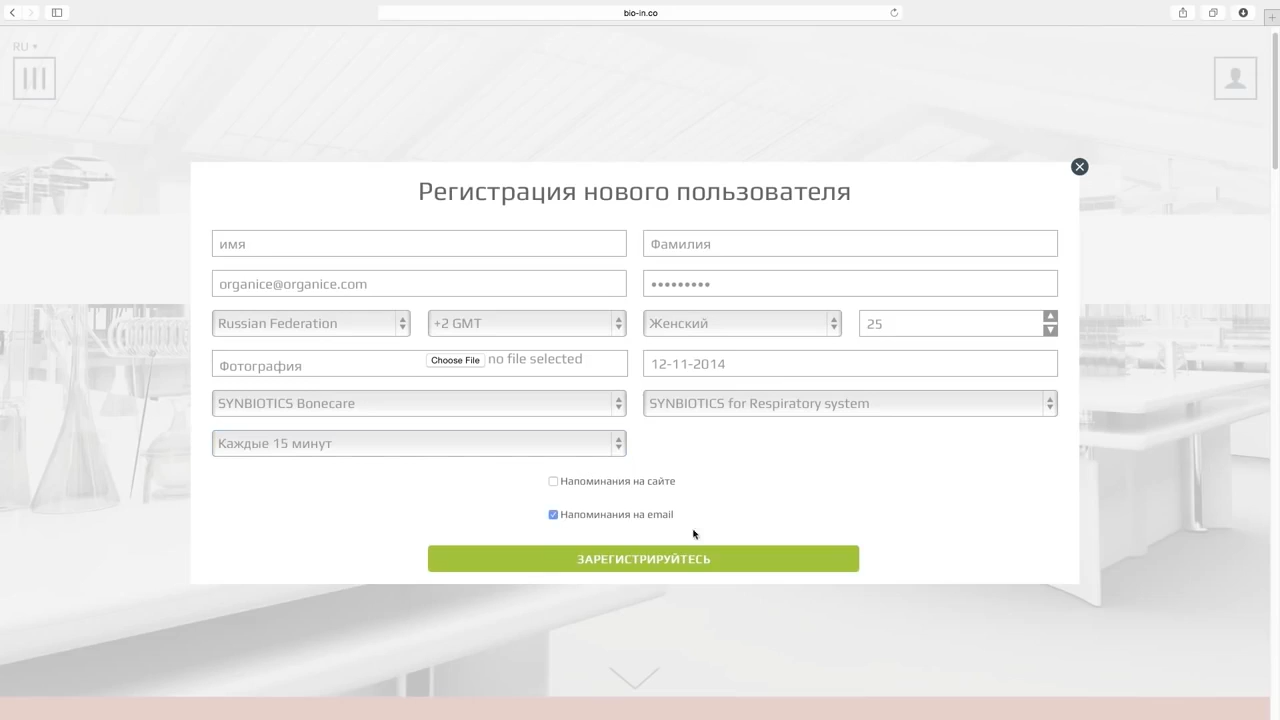 bio-in.co
RU
Регистрация нового пользователя
имя
Фамилия
organice@organice.com
•••••••••
Russian Federation
+2 GMT
Женский
25
Фотография
Choose File no file selected
12-11-2014
SYNBIOTICS Bonecare
SYNBIOTICS for Respiratory system
Каждые 15 минут
Напоминания на сайте
Напоминания на email
ЗАРЕГИСТРИРУЙТЕСЬ